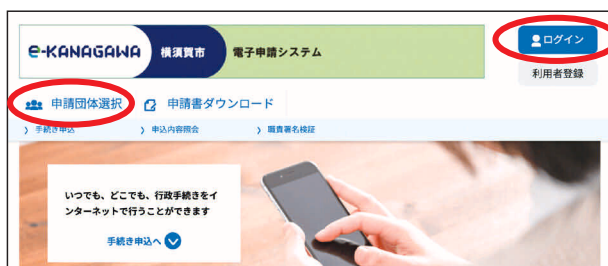 e-KANAGAWA 横須賀市 電子申請システム
ログイン
利用者登録
申請団体選択 申請書ダウンロード
手続き申込 申込内容照会 職責署名検証
いつでも、どこでも、行政手続きをイ
ンターネットで行うことができます
手続き申込へ